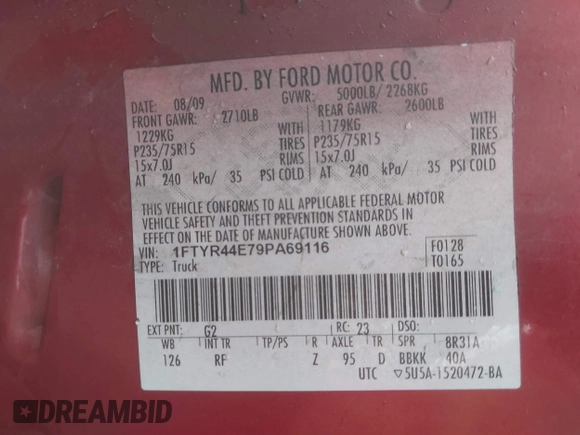 MFD. BY FORD MOTOR CO.
DATE: 08/09 GVWR: 5000LB/ 2268KG
FRONT GAWR: 2710LB REAR GAWR: 2600LB
1229KG WITH 1179KG WITH
P235/75R15 TIRES P235/75R15 TIRES
15x7.0J RIMS 15x7.0J RIMS
AT 240 kPa/ 35 PSI COLD AT 240 kPa/ 35 PSI COLD
THIS VEHICLE CONFORMS TO ALL APPLICABLE FEDERAL MOTOR
VEHICLE SAFETY AND THEFT PREVENTION STANDARDS IN
EFFECT ON THE DATE OF MANUFACTURE SHOWN ABOVE.
VIN: 1FTYR44E79PA69116 F0128
TYPE: Truck T0165
EXT PNT: G2 RC: 23 DSO:
WB INT TR TP/PS R AXLE TR SPR 8R31A
126 RF Z 95 D BBKK 40A
UTC ▽5U5A-1520472-BA
DREAMBID